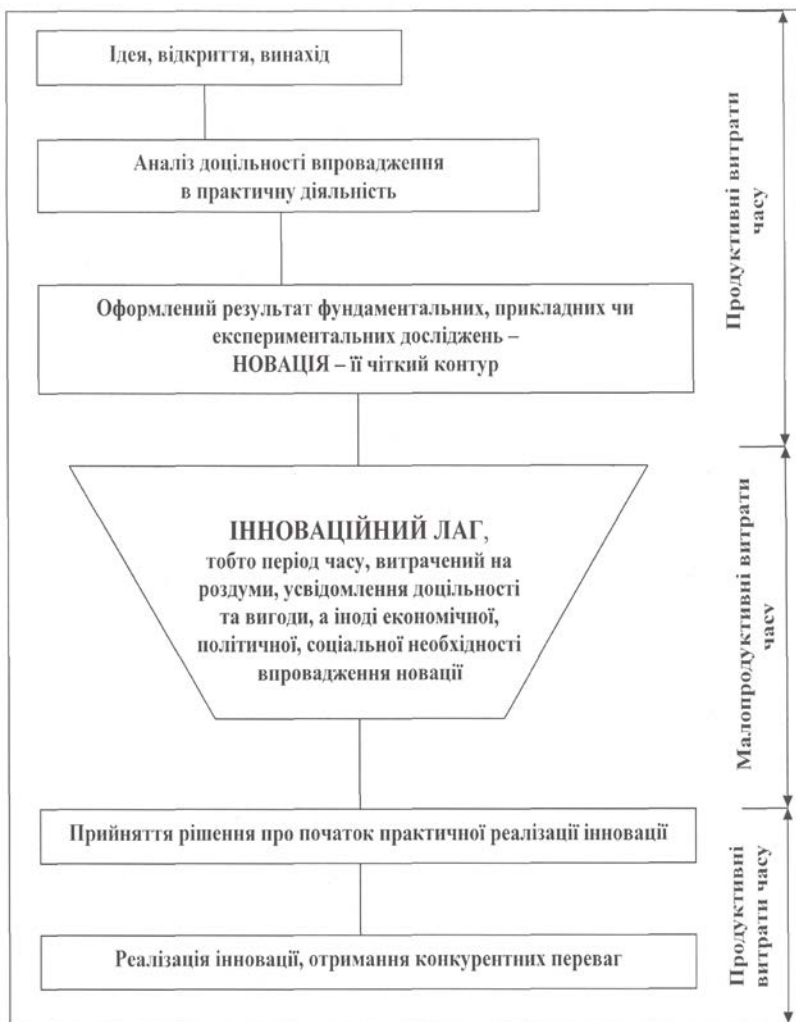 Ідея, відкриття, винахід
Аналіз доцільності впровадження
в практичну діяльність
Оформлений результат фундаментальних, прикладних чи
експериментальних досліджень –
НОВАЦІЯ – її чіткий контур
ІННОВАЦІЙНИЙ ЛАГ,
тобто період часу, витрачений на
роздуми, усвідомлення доцільності
та вигоди, а іноді економічної,
політичної, соціальної необхідності
впровадження новації
Прийняття рішення про початок практичної реалізації інновації
Реалізація інновації, отримання конкурентних переваг
Продуктивні витрати
часу
Малопродуктивні витрати
часу
Продуктивні
витрати часу